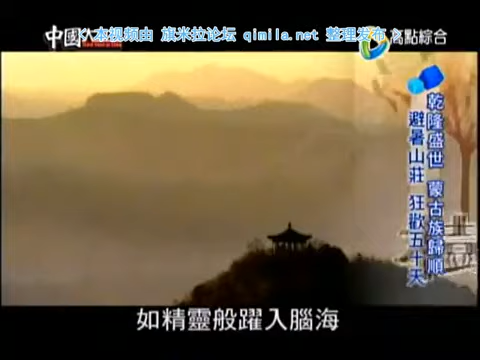 本视频由 旗米拉论坛 qimila.net 整理发布
中國
高點綜合
乾隆盛世 蒙古族歸順
避暑山莊 狂歡五十天
如精靈般躍入腦海